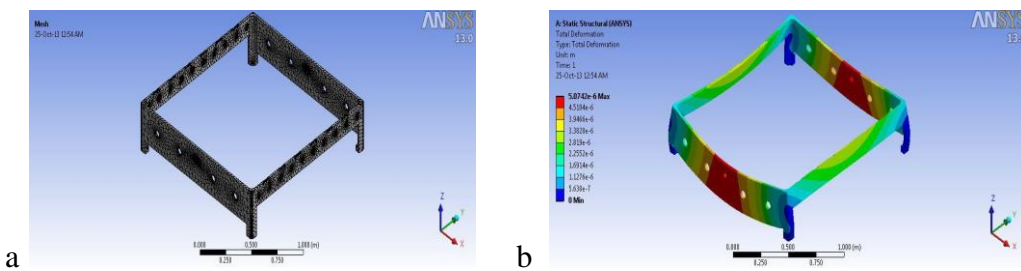 Mesh
25-Oct-13 12:54 AM
ANSYS
13.0
0.000
0.500
1.000 (m)
0.250
0.750
Z
Y
X
a
A: Static Structural (ANSYS)
Total Deformation
Type: Total Deformation
Unit: m
Time: 1
25-Oct-13 12:54 AM
5.0742e-6 Max
4.5104e-6
3.9466e-6
3.3828e-6
2.819e-6
2.2552e-6
1.6914e-6
1.1276e-6
5.638e-7
0 Min
ANSYS
13.0
0.000
0.500
1.000 (m)
0.250
0.750
Z
Y
X
b